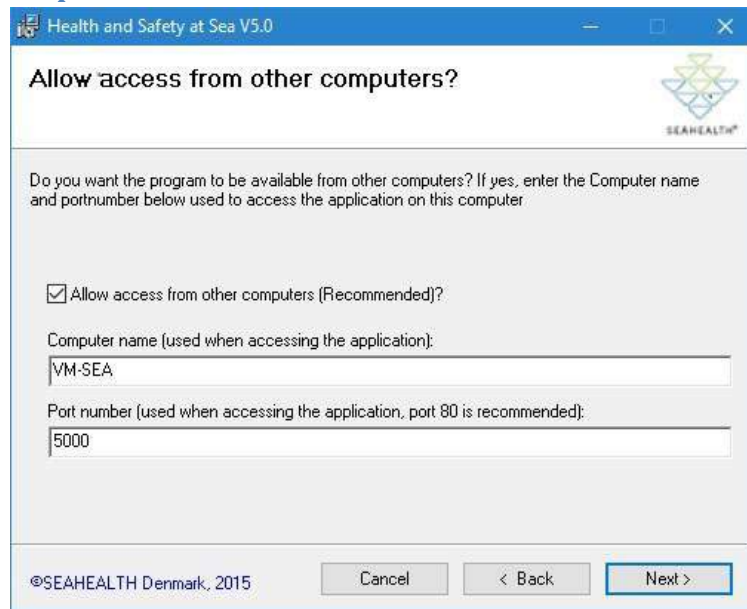 Health and Safety at Sea V5.0
Allow access from other computers?
SEAHEALTH®
Do you want the program to be available from other computers? If yes, enter the Computer name
and portnumber below used to access the application on this computer
Allow access from other computers (Recommended)?
Computer name (used when accessing the application):
VM-SEA
Port number (used when accessing the application, port 80 is recommended):
5000
©SEAHEALTH Denmark, 2015
Cancel
< Back
Next >